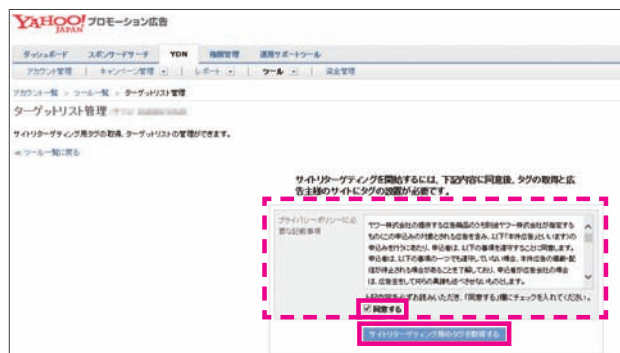 YAHOO! JAPAN プロモーション広告
ダッシュボード スポンサードサーチ YDN 権限管理 運用サポートツール
アカウント管理 | キャンペーン管理 | レポート | ツール | 資金管理
アカウント一覧 > ツール一覧 > ターゲットリスト管理
ターゲットリスト管理
サイトリターゲティング用タグの取得、ターゲットリストの管理ができます。
≪ツール一覧に戻る
サイトリターゲティングを開始するには、下記内容に同意後、タグの取得と広
告主様のサイトにタグの設置が必要です。
プライバシーポリシーに必
要な記載事項
ヤフー株式会社の提供する広告商品のうち別途ヤフー株式会社が指定する
もの(この申込みの対象とされる広告を含み、以下「本件広告」といいます)の
申込みを行うにあたり、申込者は、以下の事項を遵守することに同意します。
申込者は、以下の事項の一つでも遵守していない場合、本件広告の掲載・配
信が停止される場合があることを了解しており、申込者が広告会社の場合
は、広告主をして何らの異議も述べさせないものとします。
上記内容を必ずお読みいただき、「同意する」欄にチェックを入れてください。
同意する
サイトリターゲティング用のタグを取得する